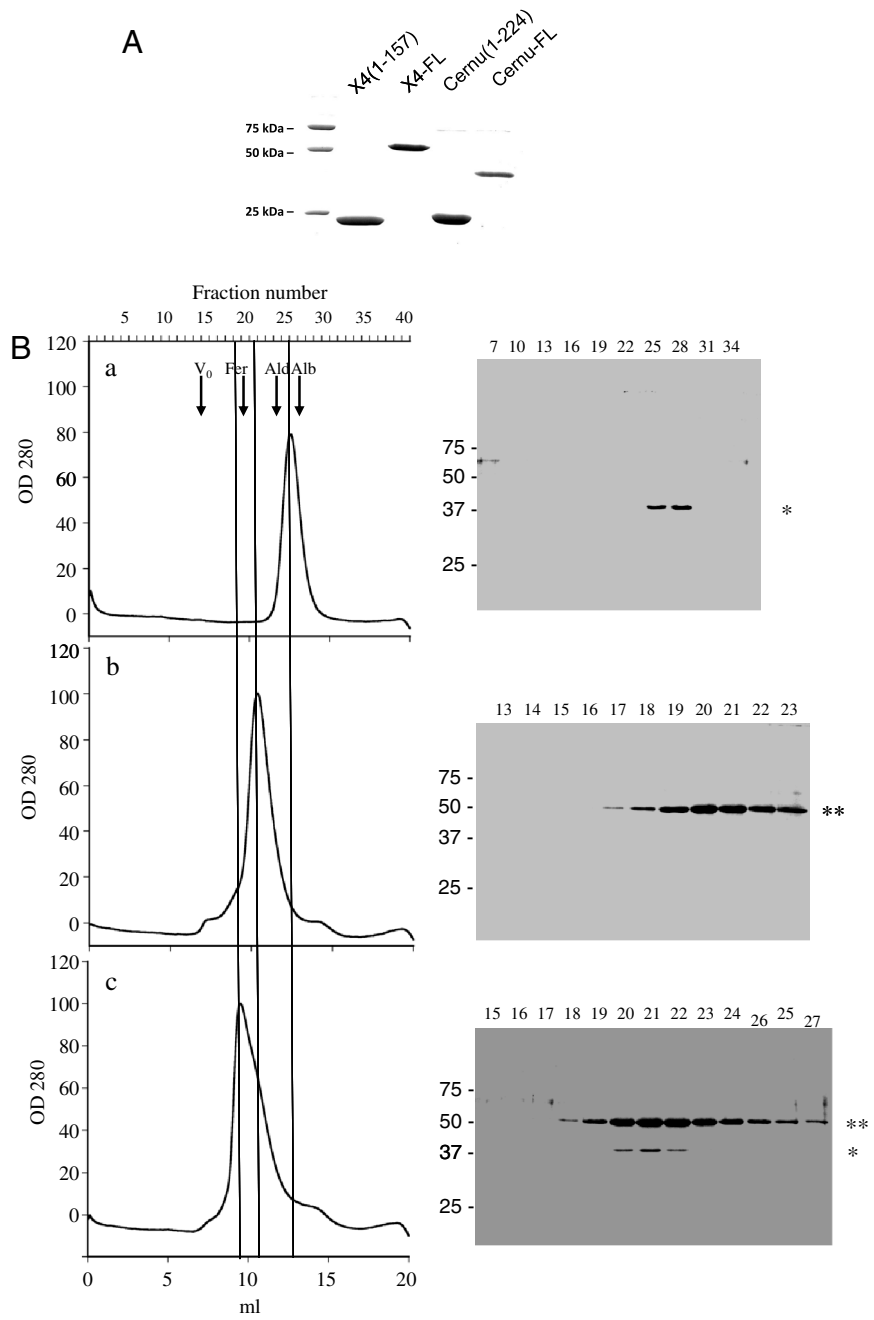 A
X4(1-157)
X4-FL
Cernu(1-224)
Cernu-FL
75 kDa –
50 kDa –
25 kDa –
Fraction number
5 10 15 20 25 30 35 40
B
120
100
80
60
40
20
0
OD 280
a
V0 Fer Ald Alb
7 10 13 16 19 22 25 28 31 34
75 -
50 -
37 -
25 -
*
120
100
80
60
40
20
0
OD 280
b
13 14 15 16 17 18 19 20 21 22 23
75 -
50 -
37 -
25 -
**
120
100
80
60
40
20
0
OD 280
c
0 5 10 15 20
ml
15 16 17 18 19 20 21 22 23 24 26 25 27
75 -
50 -
37 -
25 -
**
*